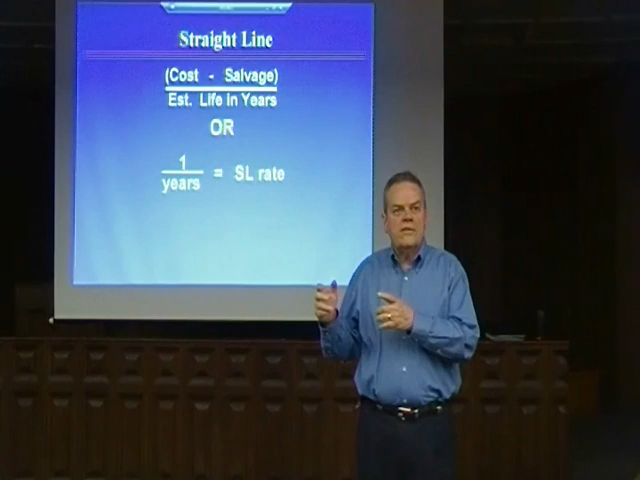 Straight Line
(Cost - Salvage)
Est. Life in Years
OR
1
years = SL rate